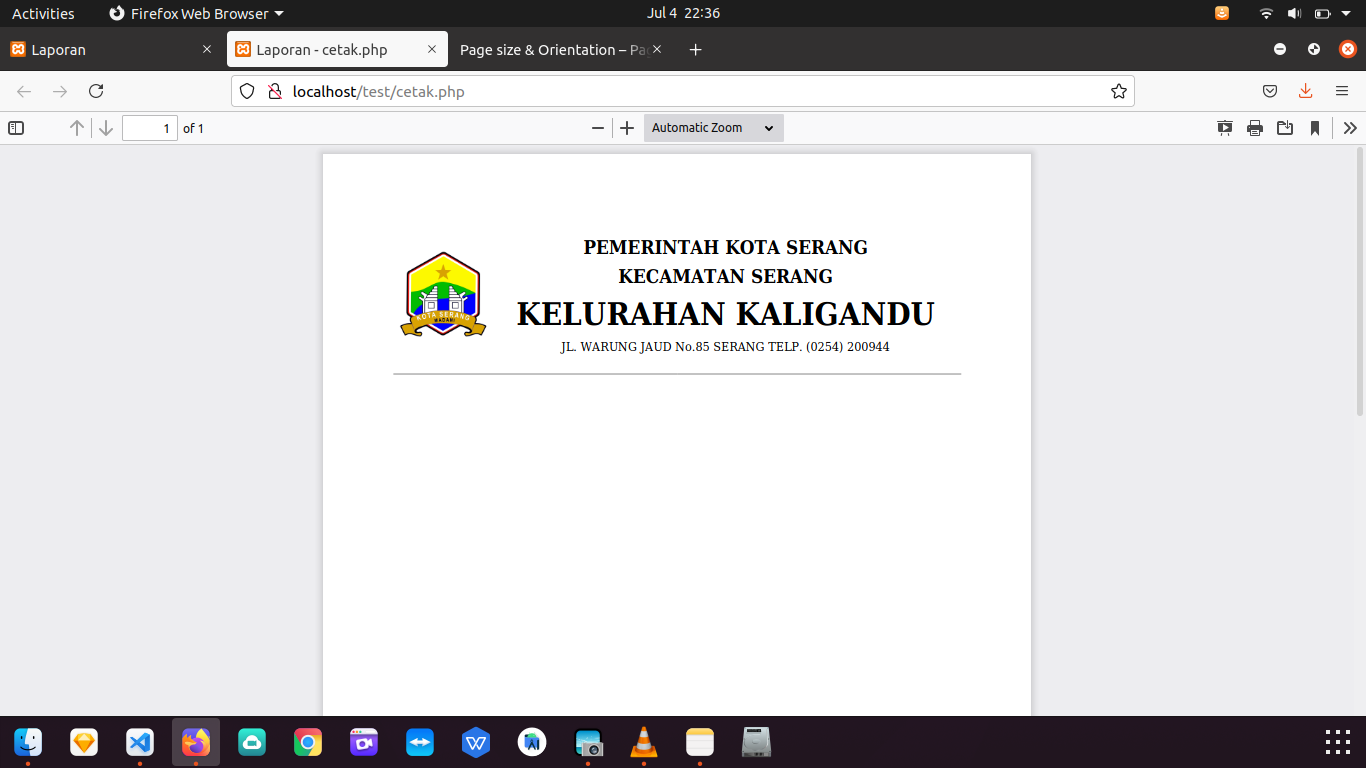 Activities
Firefox Web Browser
Jul 4 22:36
Laporan
Laporan - cetak.php
Page size & Orientation – Pa
localhost/test/cetak.php
1
of 1
Automatic Zoom
PEMERINTAH KOTA SERANG
KECAMATAN SERANG
KELURAHAN KALIGANDU
JL. WARUNG JAUD No.85 SERANG TELP. (0254) 200944
KOTA SERANG
MADANI